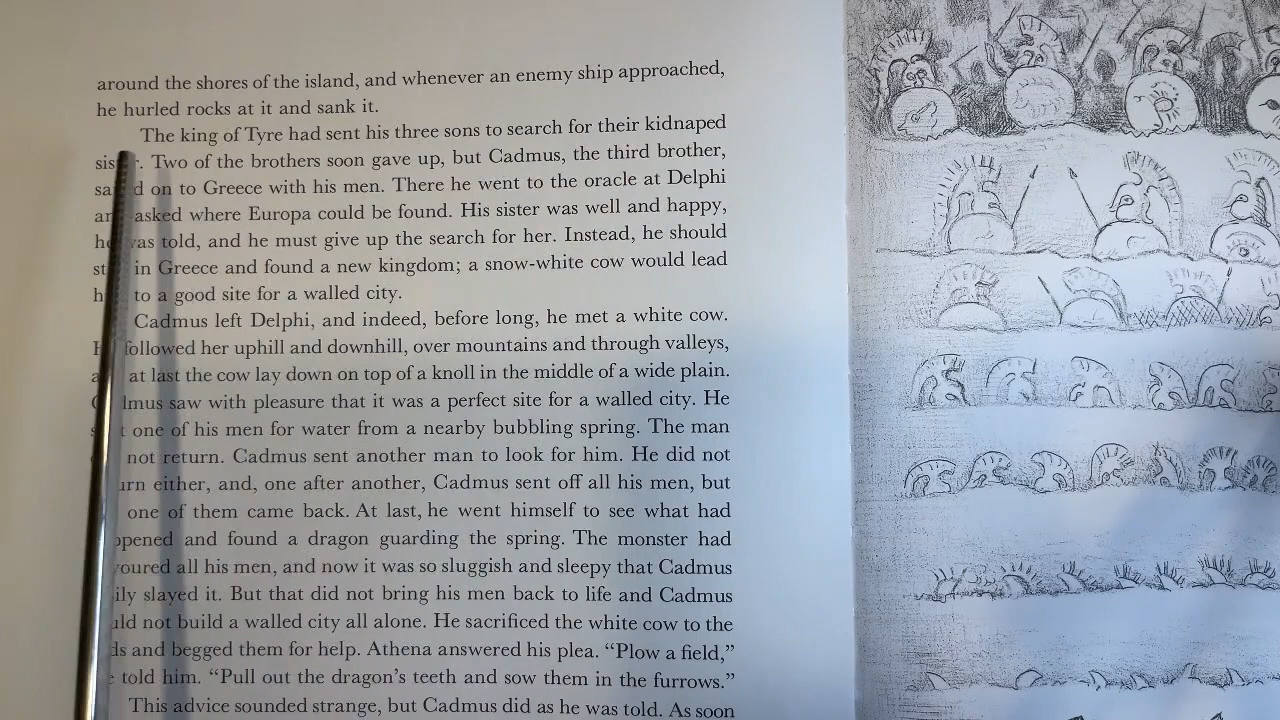 around the shores of the island, and whenever an enemy ship approached,
he hurled rocks at it and sank it.
The king of Tyre had sent his three sons to search for their kidnaped
Two of the brothers soon gave up, but Cadmus, the third brother,
on to Greece with his men. There he went to the oracle at Delphi
asked where Europa could be found. His sister was well and happy,
told, and he must give up the search for her. Instead, he should
in Greece and found a new kingdom; a snow-white cow would lead
to a good site for a walled city.
Cadmus left Delphi, and indeed, before long, he met a white cow.
followed her uphill and downhill, over mountains and through valleys,
at last the cow lay down on top of a knoll in the middle of a wide plain.
saw with pleasure that it was a perfect site for a walled city. He
one of his men for water from a nearby bubbling spring. The man
not return. Cadmus sent another man to look for him. He did not
either, and, one after another, Cadmus sent off all his men, but
one of them came back. At last, he went himself to see what had
and found a dragon guarding the spring. The monster had
all his men, and now it was so sluggish and sleepy that Cadmus
slayed it. But that did not bring his men back to life and Cadmus
not build a walled city all alone. He sacrificed the white cow to the
and begged them for help. Athena answered his plea. “Plow a field,”
told him. “Pull out the dragon’s teeth and sow them in the furrows.”
This advice sounded strange, but Cadmus did as he was told. As soon